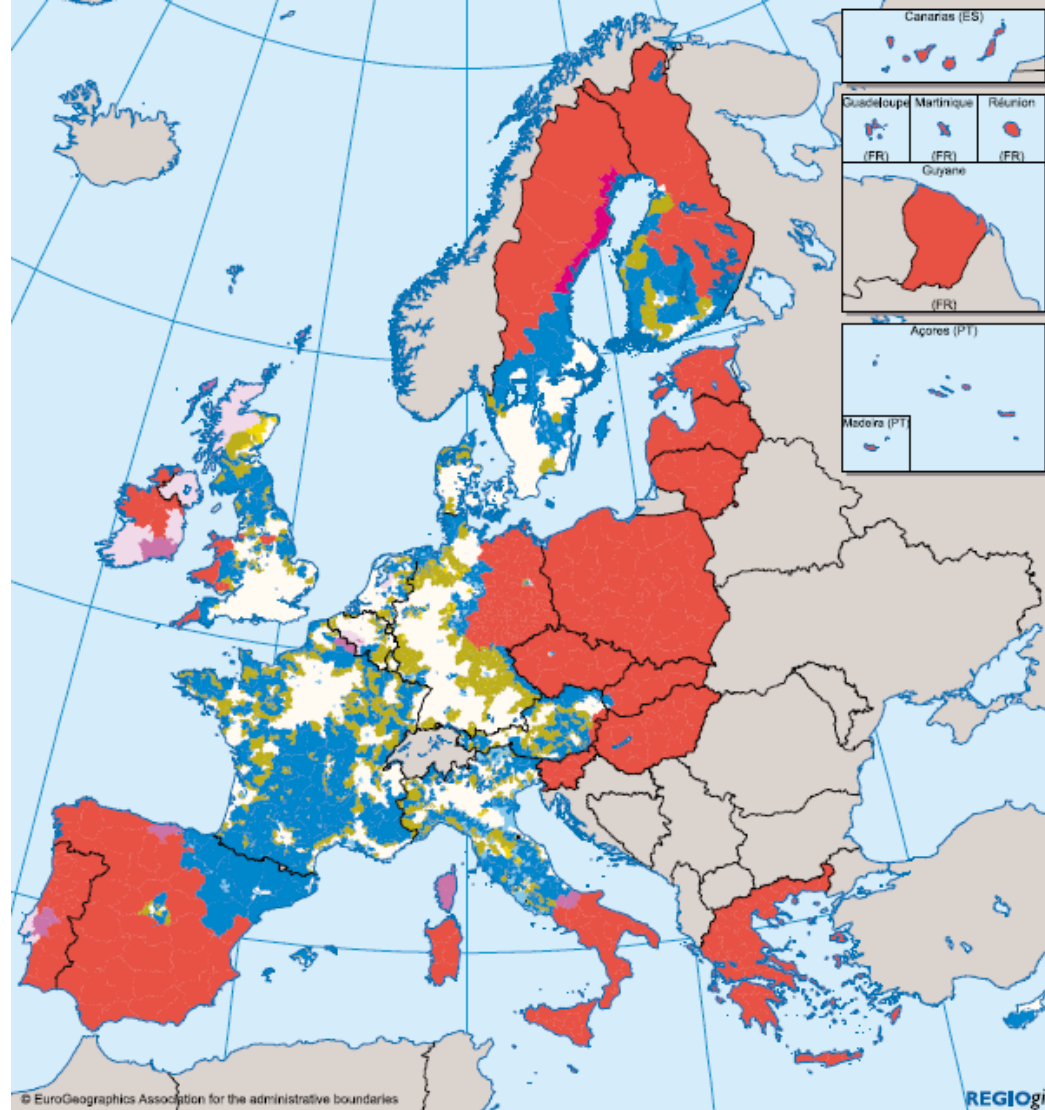 Canarias (ES)
Guadeloupe
(FR)
Martinique
(FR)
Réunion
(FR)
Guyane
(FR)
Açores (PT)
Madeira (PT)
© EuroGeographics Association for the administrative boundaries
REGIOgi